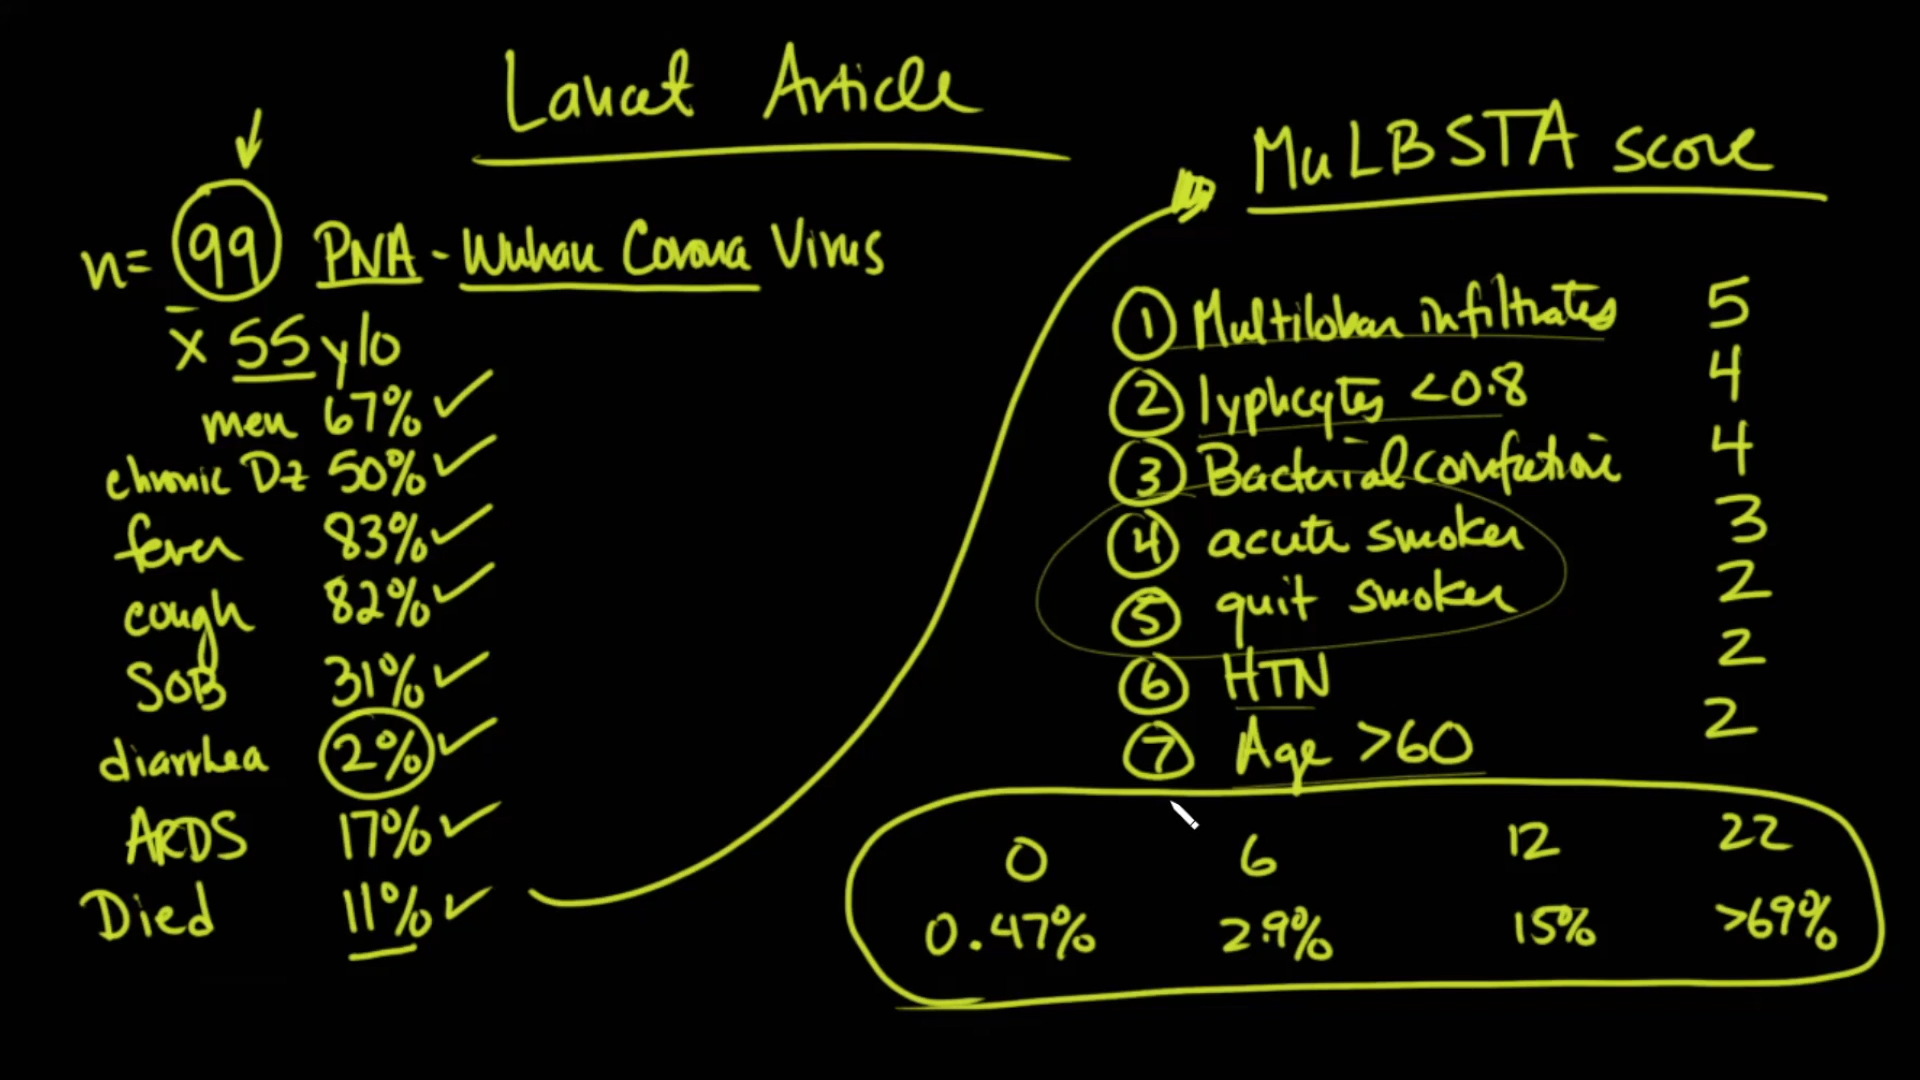 Lancet Article
n= 99 PNA - Wuhan Corona Virus
x̄ 55 y/o
men 67% ✓
chronic Dz 50% ✓
fever 83% ✓
cough 82% ✓
SOB 31% ✓
diarrhea 2% ✓
ARDS 17% ✓
Died 11% ✓
MuLBSTA score
1 Multilobar infiltrates 5
2 lyphcytes <0.8 4
3 Bacterial coinfection 4
4 acute smoker 3
5 quit smoker 2
6 HTN 2
7 Age >60 2
0 6 12 22
0.47% 2.9% 15% >69%